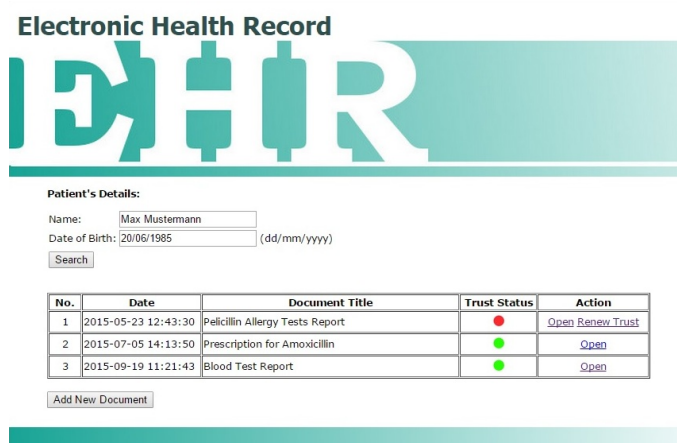 Electronic Health Record
EHR
Patient's Details:
Name: Max Mustermann
Date of Birth: 20/06/1985 (dd/mm/yyyy)
Search
No. Date Document Title Trust Status Action
1 2015-05-23 12:43:30 Pelicillin Allergy Tests Report Open Renew Trust
2 2015-07-05 14:13:50 Prescription for Amoxicillin Open
3 2015-09-19 11:21:43 Blood Test Report Open
Add New Document